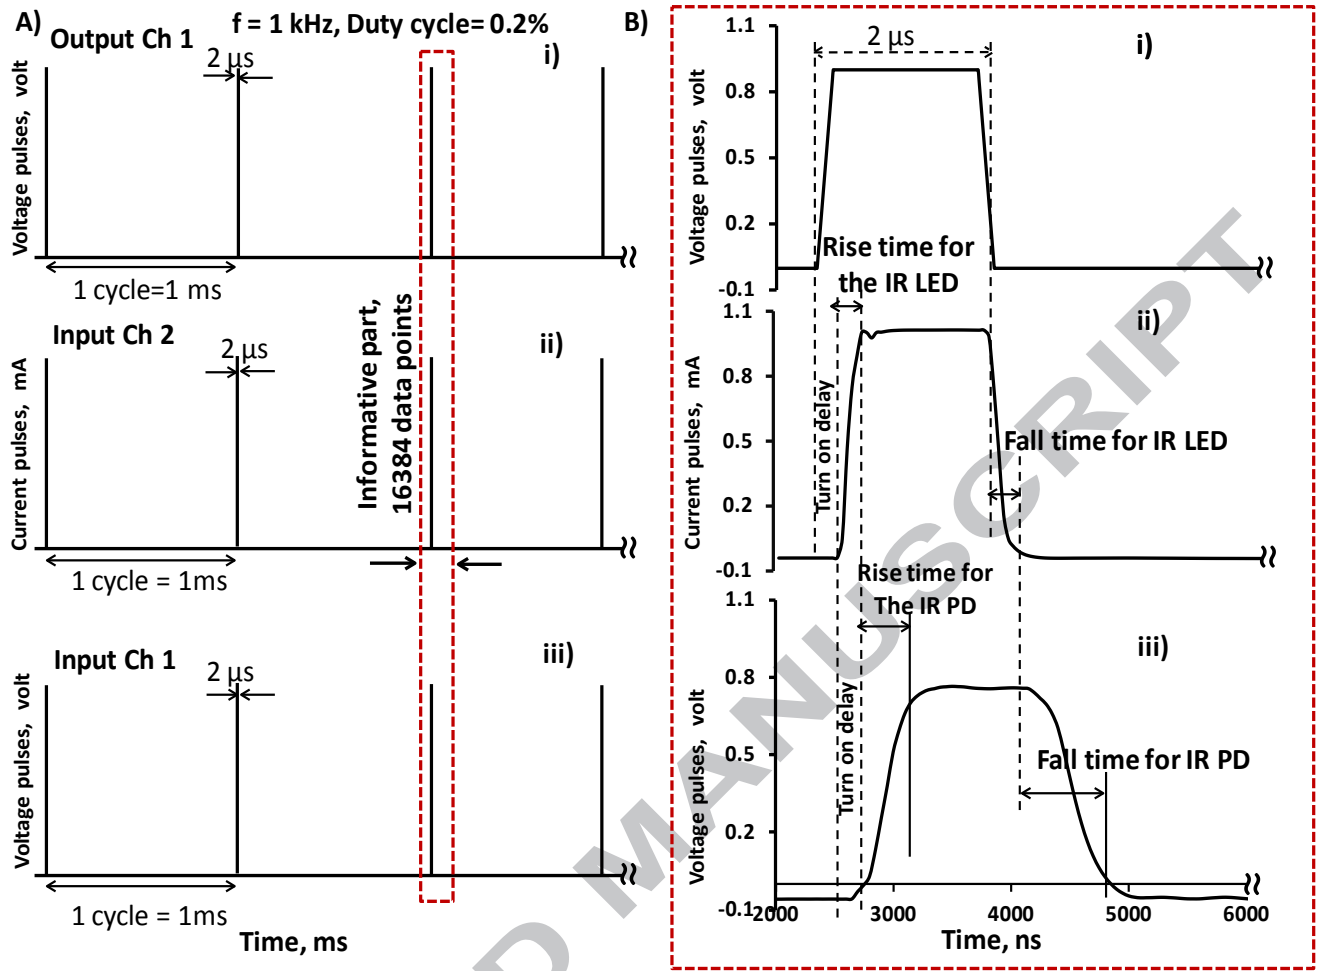 A)
f = 1 kHz, Duty cycle= 0.2%
Output Ch 1
i)
2 µs
Voltage pulses, volt
1 cycle=1 ms
Input Ch 2
ii)
2 µs
Current pulses, mA
Informative part,
16384 data points
1 cycle = 1ms
Input Ch 1
iii)
2 µs
Voltage pulses, volt
1 cycle = 1ms
Time, ms
B)
i)
1.1
0.8
0.5
0.2
-0.1
Voltage pulses, volt
2 µs
Rise time for
the IR LED
ii)
1.1
0.8
0.5
0.2
-0.1
Current pulses, mA
Turn on delay
Fall time for IR LED
Rise time for
The IR PD
iii)
1.1
0.8
0.5
0.2
-0.1
Voltage pulses, volt
Turn on delay
Fall time for IR PD
2000
3000
4000
5000
6000
Time, ns
D MANUSCRIPT